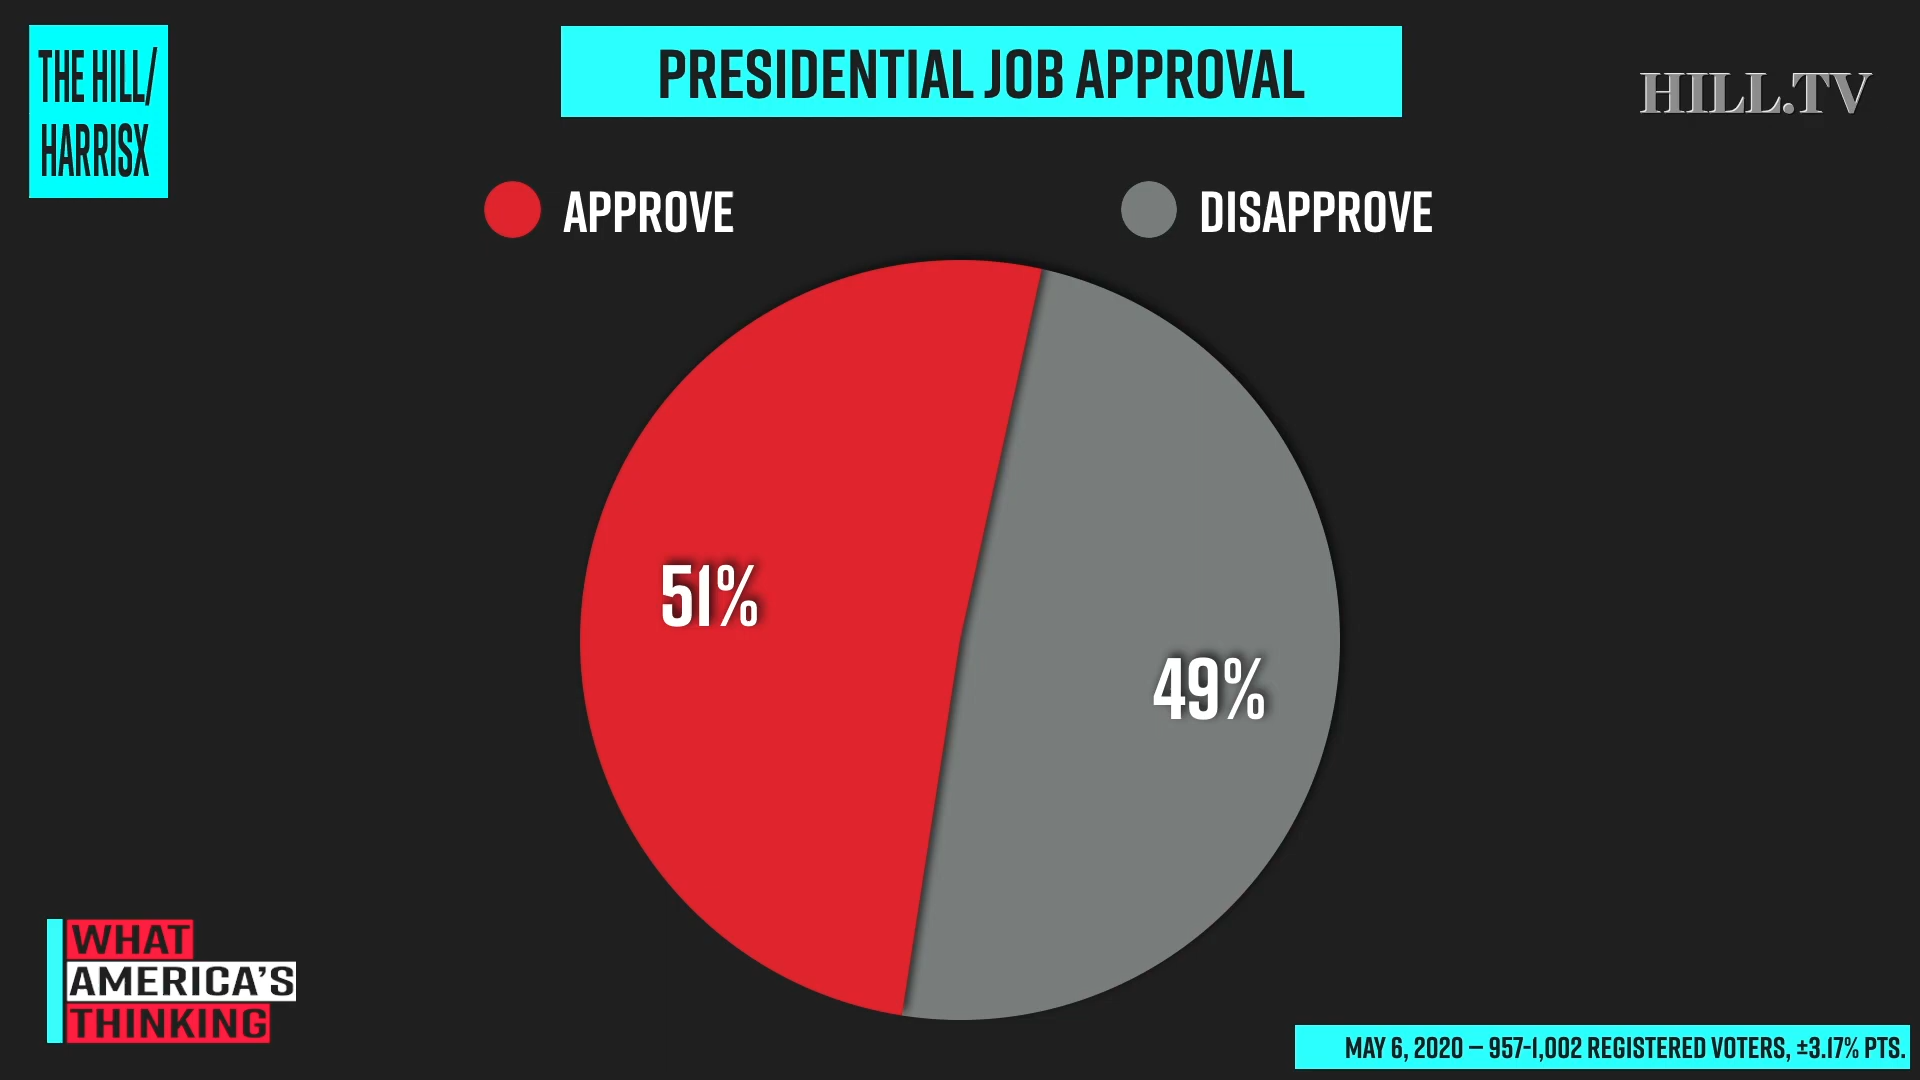 THE HILL/
HARRISX
PRESIDENTIAL JOB APPROVAL
HILL.TV
APPROVE
DISAPPROVE
51%
49%
WHAT
AMERICA'S
THINKING
MAY 6, 2020 – 957-1,002 REGISTERED VOTERS, ±3.17% PTS.